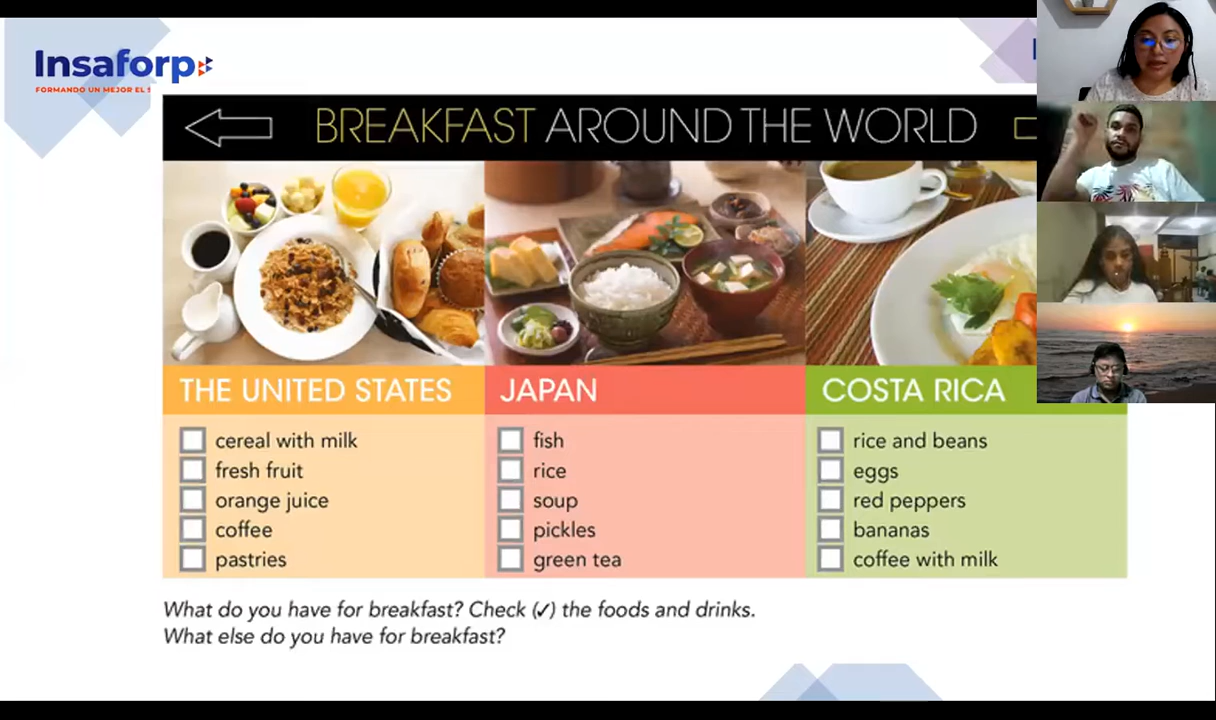 Insaforp
FORMANDO UN MEJOR EL
BREAKFAST AROUND THE WORLD
THE UNITED STATES
cereal with milk
fresh fruit
orange juice
coffee
pastries
JAPAN
fish
rice
soup
pickles
green tea
COSTA RICA
rice and beans
eggs
red peppers
bananas
coffee with milk
What do you have for breakfast? Check (✓) the foods and drinks.
What else do you have for breakfast?